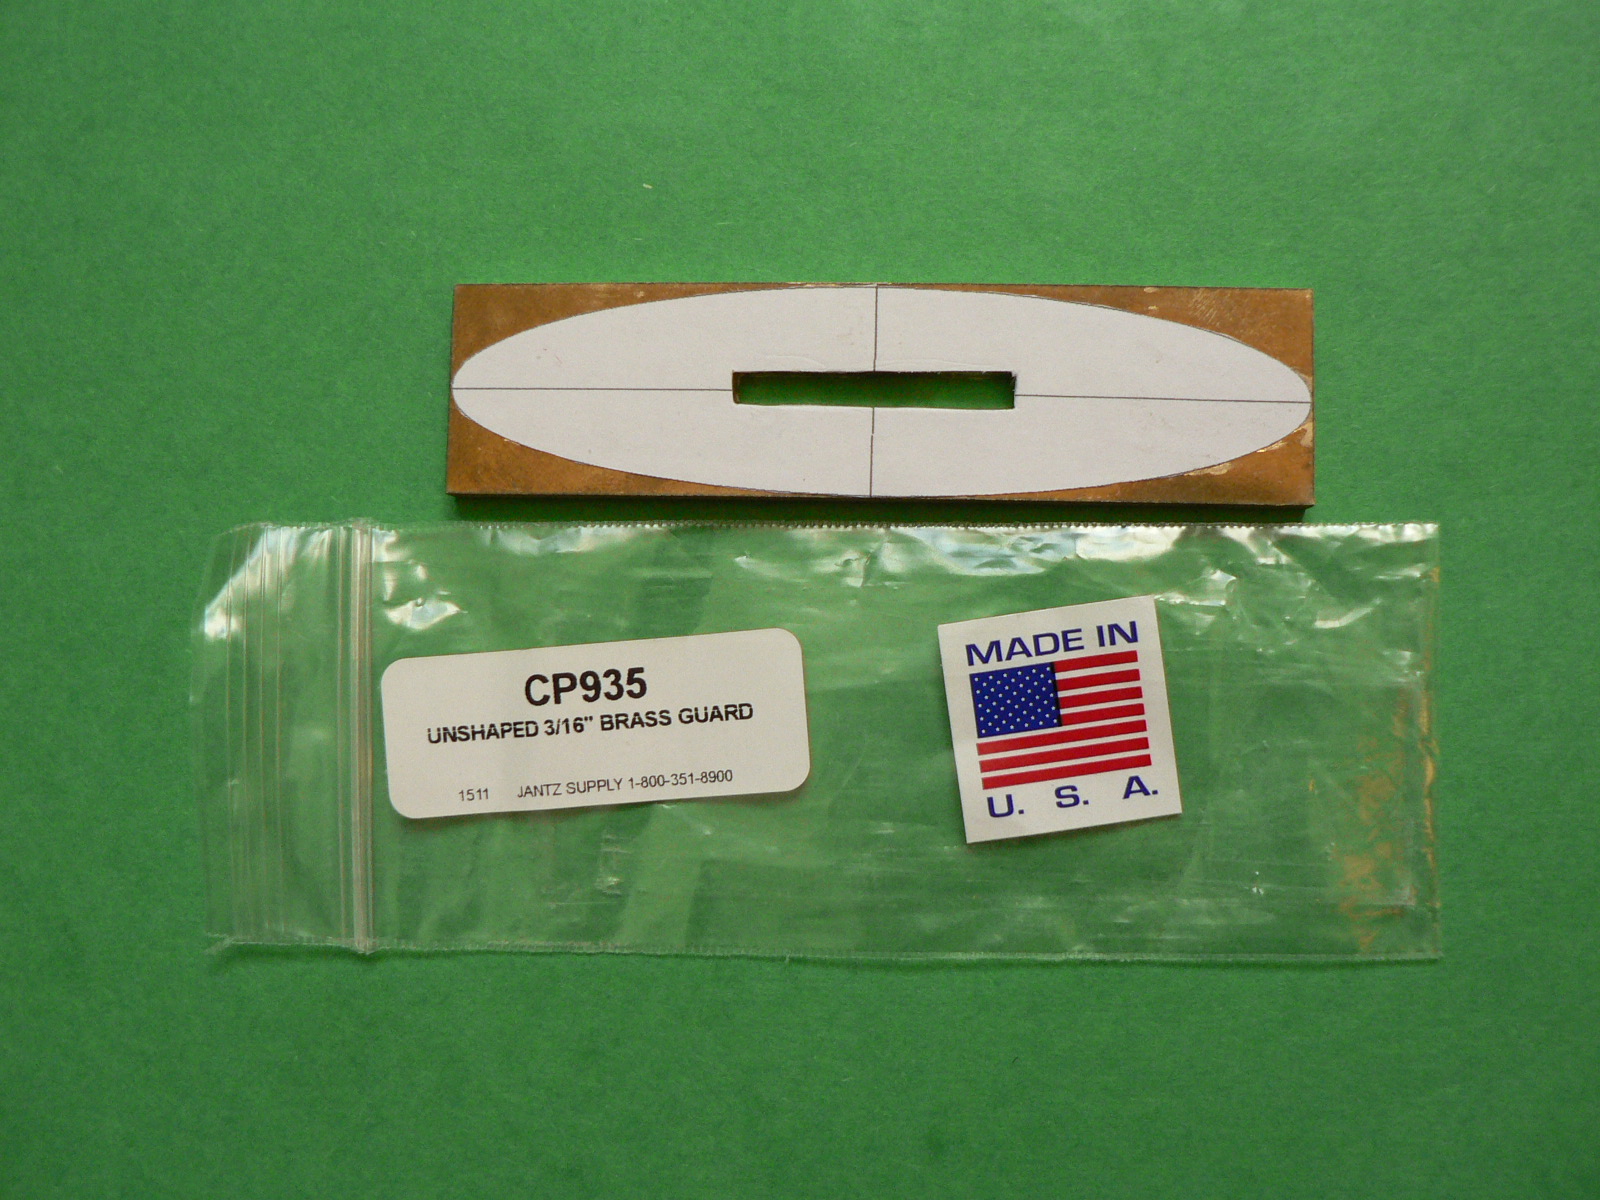 CP935
UNSHAPED 3/16" BRASS GUARD
1511 JANTZ SUPPLY 1-800-351-8900
MADE IN
U. S. A.